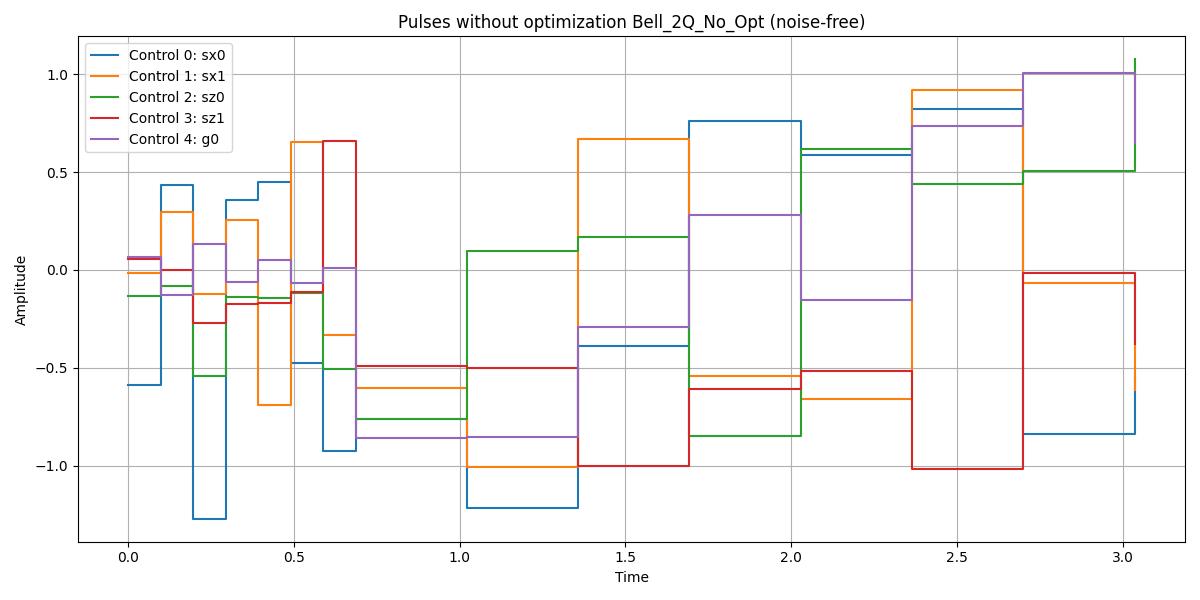 Pulses without optimization Bell_2Q_No_Opt (noise-free)
Control 0: sx0
Control 1: sx1
Control 2: sz0
Control 3: sz1
Control 4: g0
Amplitude
1.0
0.5
0.0
−0.5
−1.0
0.0 0.5 1.0 1.5 2.0 2.5 3.0
Time